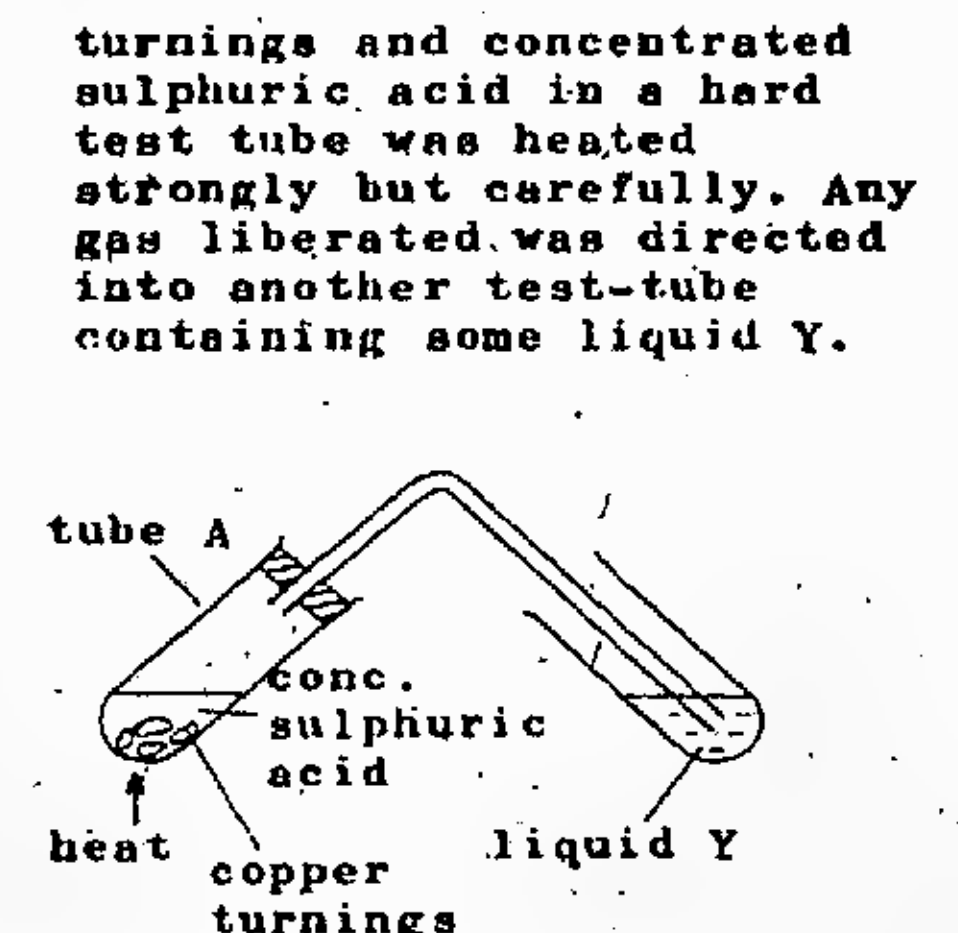 turnings and concentrated
sulphuric acid in a hard
test tube was heated
strongly but carefully. Any
gas liberated was directed
into another test-tube
containing some liquid Y.
tube A
conc.
sulphuric
acid
heat
copper
turnings
liquid Y